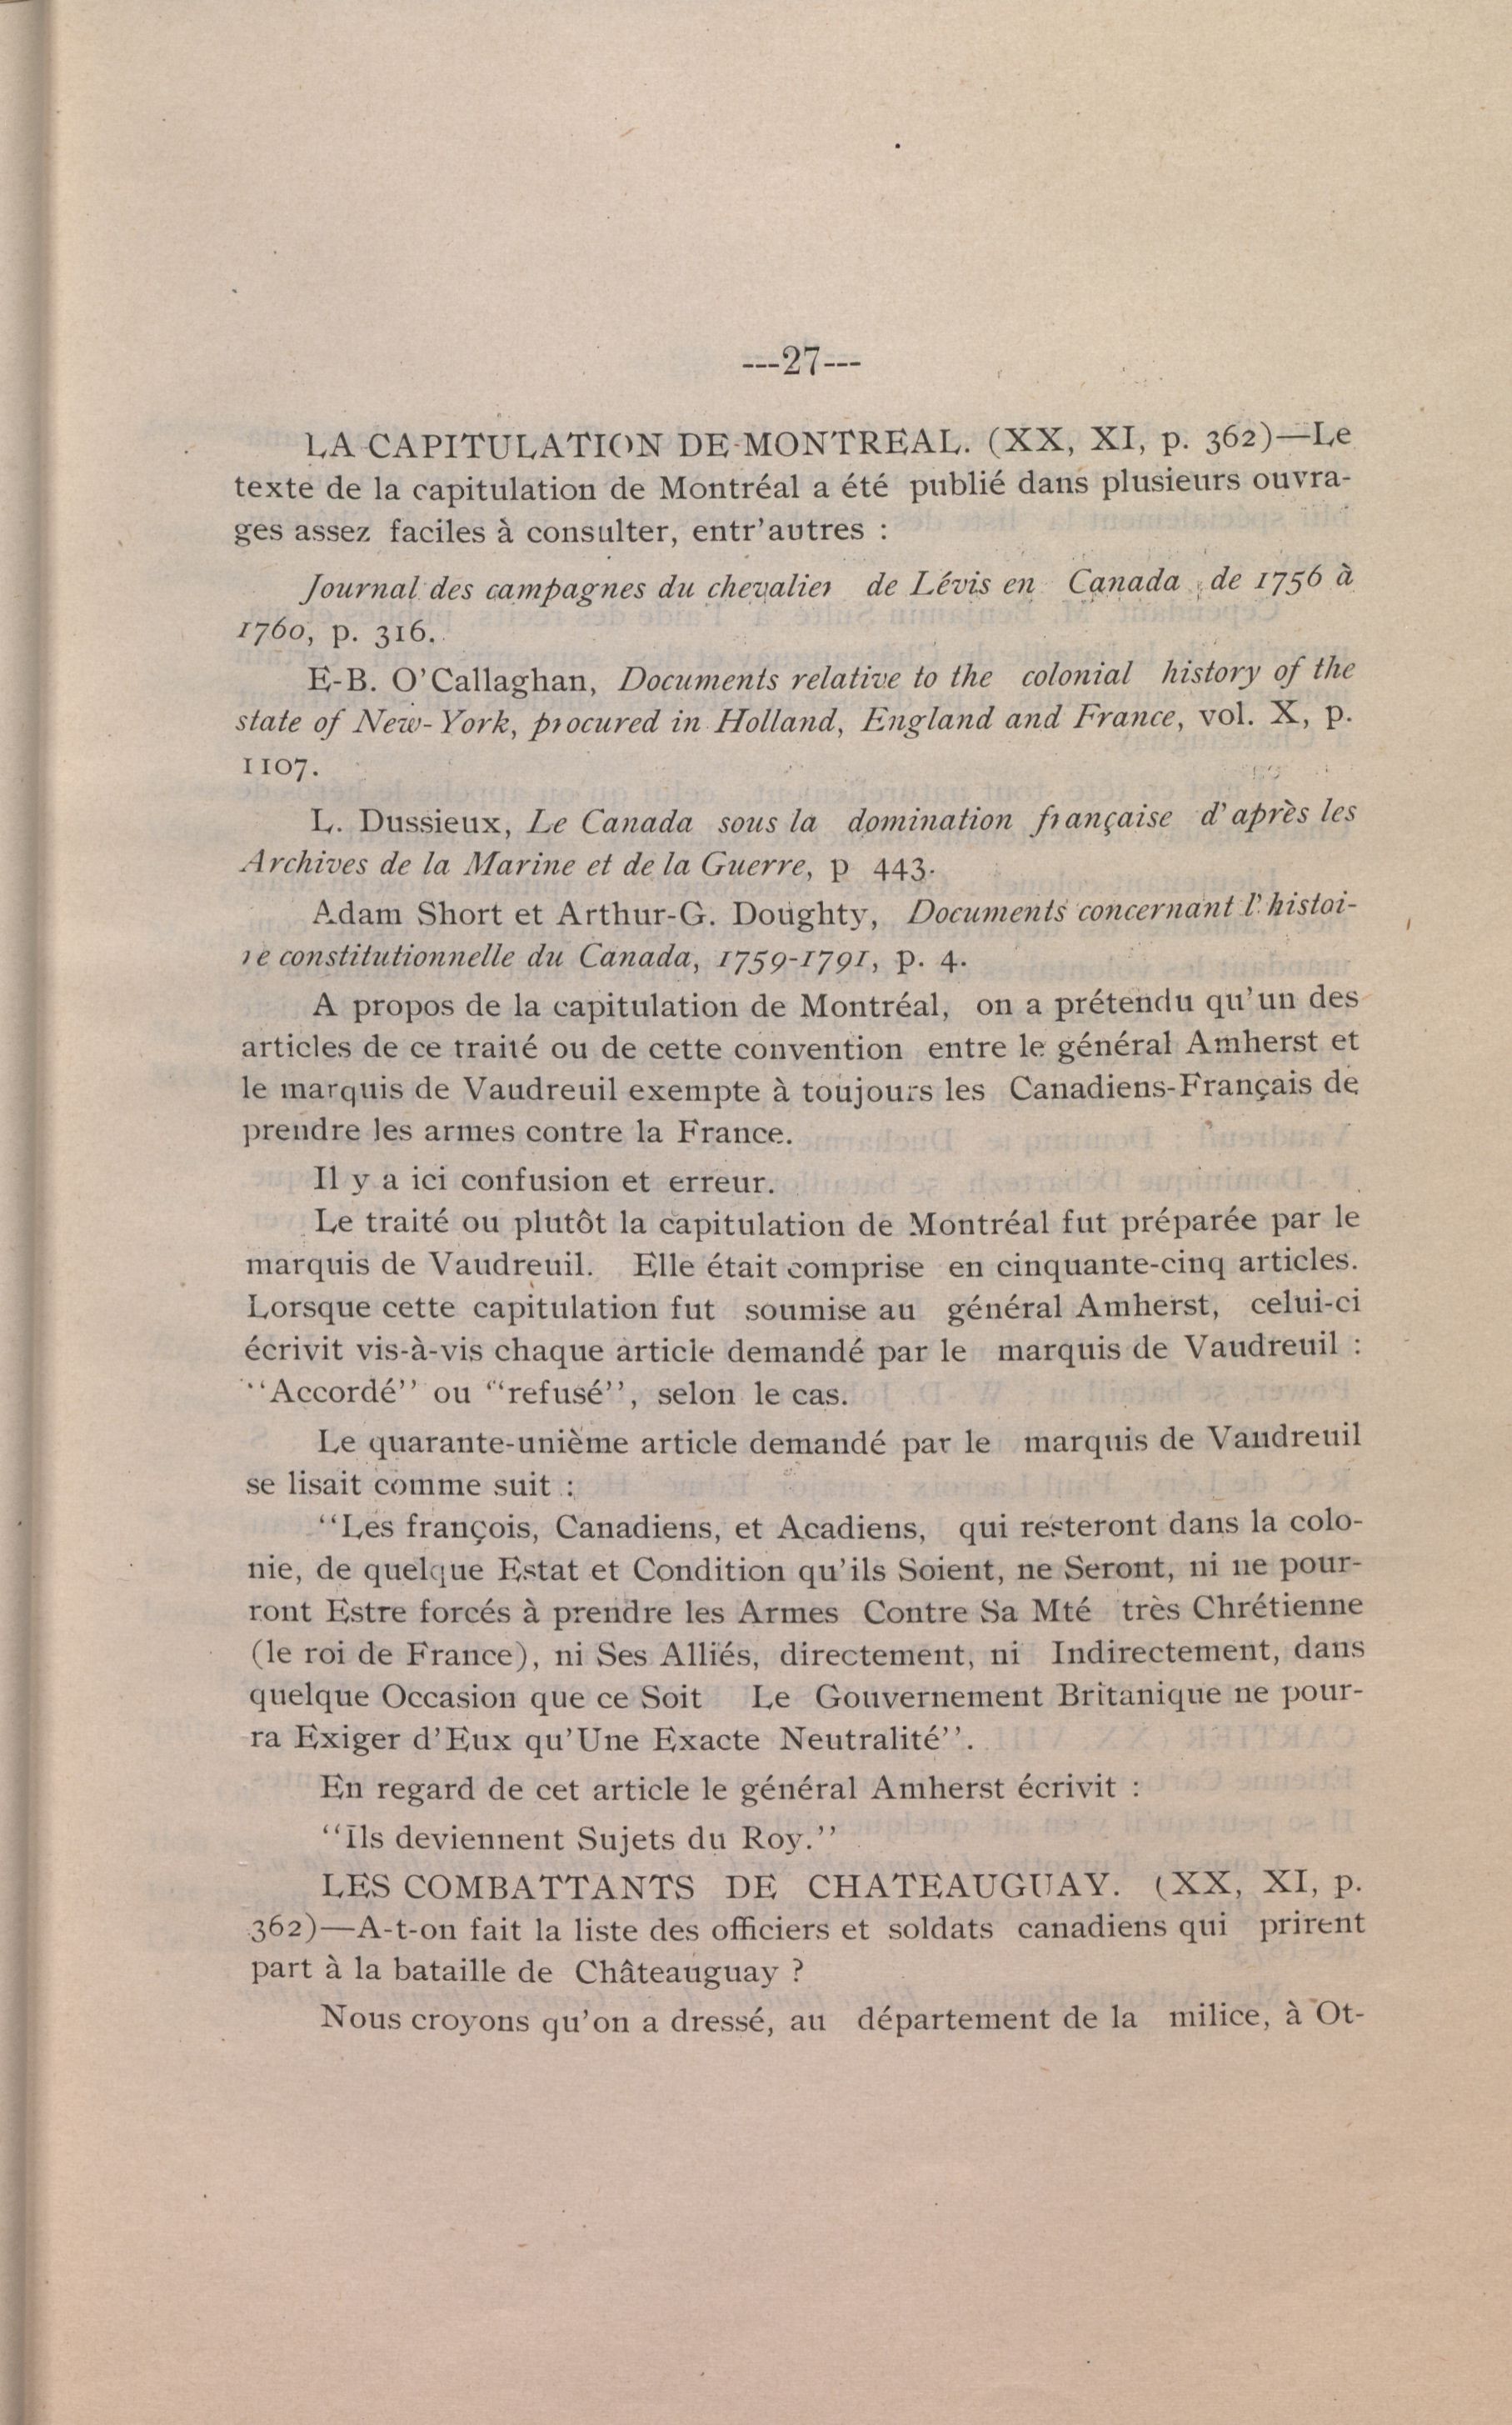 ---27---
LA CAPITULATION DE MONTREAL. (XX, XI, p. 362)—Le
texte de la capitulation de Montréal a été publié dans plusieurs ouvra-
ges assez faciles à consulter, entr'autres :
Journal des campagnes du chevalier de Lévis en Canada de 1756 à
1760, p. 316.
E-B. O'Callaghan, Documents relative to the colonial history of the
state of New-York, procured in Holland, England and France, vol. X, p.
1107.
L. Dussieux, Le Canada sous la domination française d'après les
Archives de la Marine et de la Guerre, p 443.
Adam Short et Arthur-G. Doughty, Documents concernant l'histoi-
re constitutionnelle du Canada, 1759-1791, p. 4.
A propos de la capitulation de Montréal, on a prétendu qu'un des
articles de ce traité ou de cette convention entre le général Amherst et
le marquis de Vaudreuil exempte à toujours les Canadiens-Français de
prendre les armes contre la France.
Il y a ici confusion et erreur.
Le traité ou plutôt la capitulation de Montréal fut préparée par le
marquis de Vaudreuil. Elle était comprise en cinquante-cinq articles.
Lorsque cette capitulation fut soumise au général Amherst, celui-ci
écrivit vis-à-vis chaque article demandé par le marquis de Vaudreuil :
"Accordé" ou "refusé", selon le cas.
Le quarante-unième article demandé par le marquis de Vaudreuil
se lisait comme suit :
"Les françois, Canadiens, et Acadiens, qui resteront dans la colo-
nie, de quelque Estat et Condition qu'ils Soient, ne Seront, ni ne pour-
ront Estre forcés à prendre les Armes Contre Sa Mté très Chrétienne
(le roi de France), ni Ses Alliés, directement, ni Indirectement, dans
quelque Occasion que ce Soit Le Gouvernement Britanique ne pour-
ra Exiger d'Eux qu'Une Exacte Neutralité".
En regard de cet article le général Amherst écrivit :
"Ils deviennent Sujets du Roy."
LES COMBATTANTS DE CHATEAUGUAY. (XX, XI, p.
362)—A-t-on fait la liste des officiers et soldats canadiens qui prirent
part à la bataille de Châteauguay ?
Nous croyons qu'on a dressé, au département de la milice, à Ot-